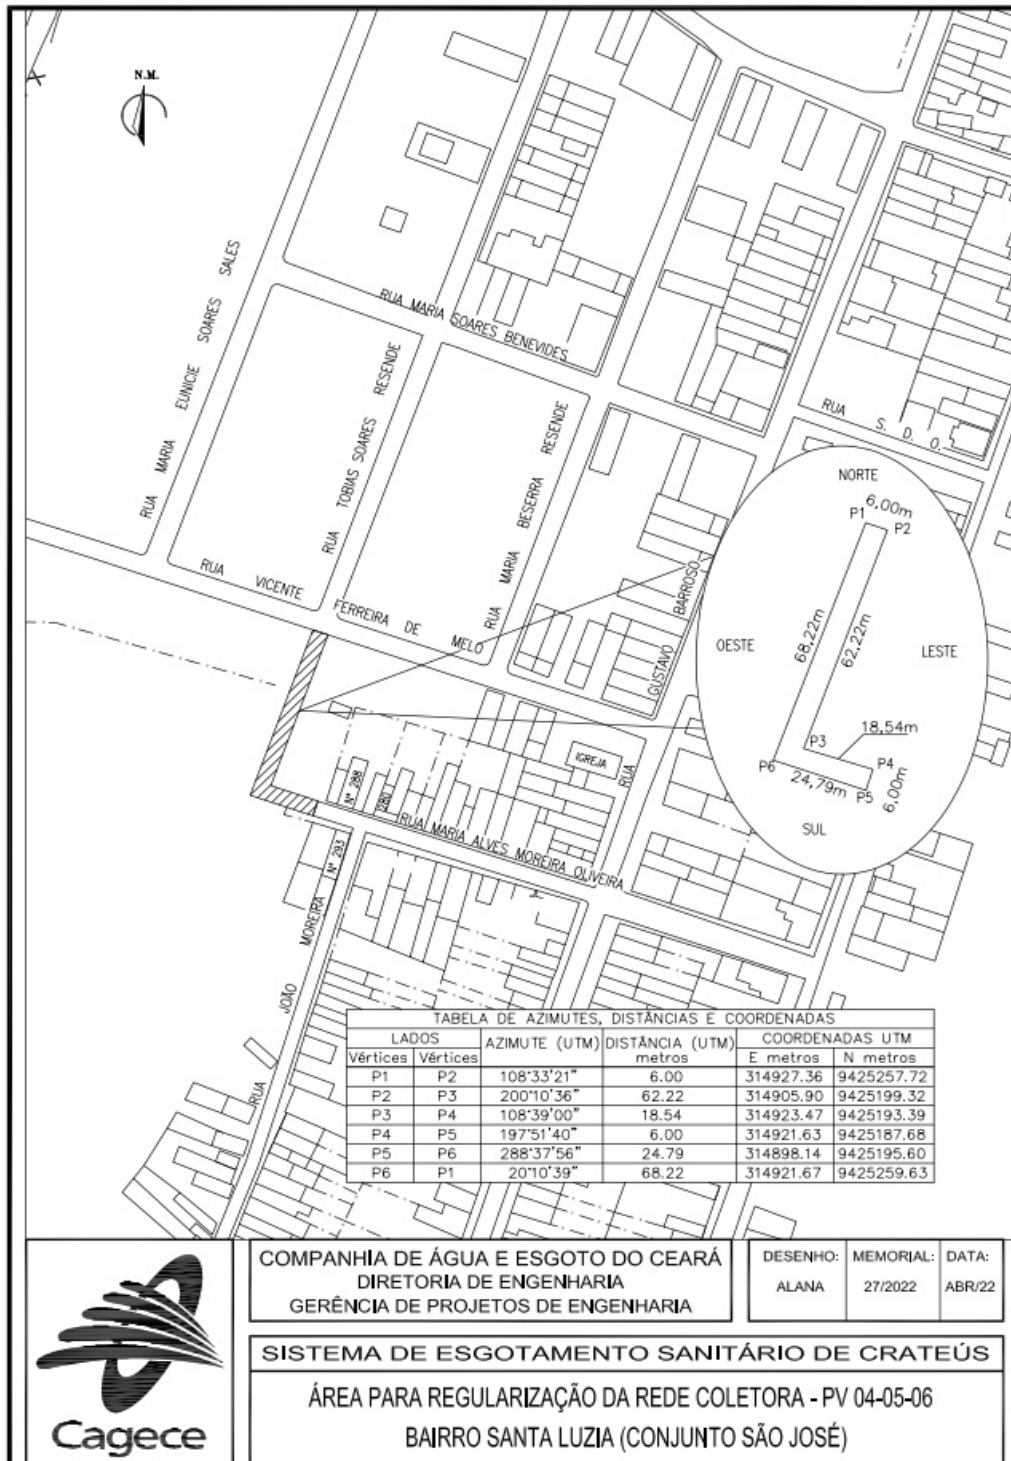 N.M.
RUA MARIA EUNICIE SOARES SALES
RUA MARIA SOARES BENEVIDES
RUA TOBIAS SOARES RESENDE
RUA MARIA BESERRA RESENDE
RUA S. D. O.
RUA VICENTE FERREIRA DE MELO
RUA GUSTAVO BARROSO
NORTE
6,00m
P1
P2
68,22m
62,22m
OESTE
LESTE
18,54m
P3
P4
P6
24,79m
P5
6,00m
SUL
IGREJA
N° 288
280
RUA MARIA ALVES MOREIRA OLIVEIRA
N° 293
RUA JOÃO MOREIRA
TABELA DE AZIMUTES, DISTÂNCIAS E COORDENADAS
LADOS AZIMUTE (UTM) DISTÂNCIA (UTM) metros COORDENADAS UTM
Vértices Vértices E metros N metros
P1 P2 108°33'21" 6.00 314927.36 9425257.72
P2 P3 200°10'36" 62.22 314905.90 9425199.32
P3 P4 108°39'00" 18.54 314923.47 9425193.39
P4 P5 197°51'40" 6.00 314921.63 9425187.68
P5 P6 288°37'56" 24.79 314898.14 9425195.60
P6 P1 20°10'39" 68.22 314921.67 9425259.63
Cagece
COMPANHIA DE ÁGUA E ESGOTO DO CEARÁ
DIRETORIA DE ENGENHARIA
GERÊNCIA DE PROJETOS DE ENGENHARIA
DESENHO: MEMORIAL: DATA:
ALANA 27/2022 ABR/22
SISTEMA DE ESGOTAMENTO SANITÁRIO DE CRATEÚS
ÁREA PARA REGULARIZAÇÃO DA REDE COLETORA - PV 04-05-06
BAIRRO SANTA LUZIA (CONJUNTO SÃO JOSÉ)